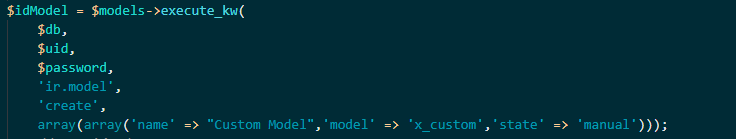 $idModel = $models->execute_kw(
$db,
$uid,
$password,
'ir.model',
'create',
array(array('name' => "Custom Model",'model' => 'x_custom','state' => 'manual')));